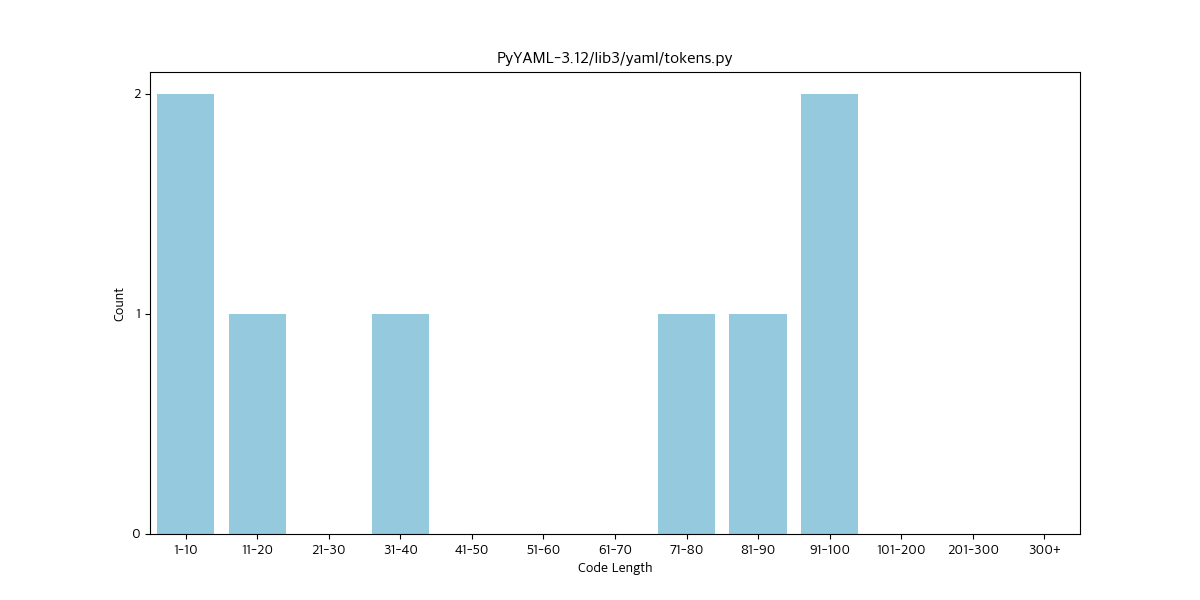 PyYAML-3.12/lib3/yaml/tokens.py
Count
2
1
0
1-10 11-20 21-30 31-40 41-50 51-60 61-70 71-80 81-90 91-100 101-200 201-300 300+
Code Length